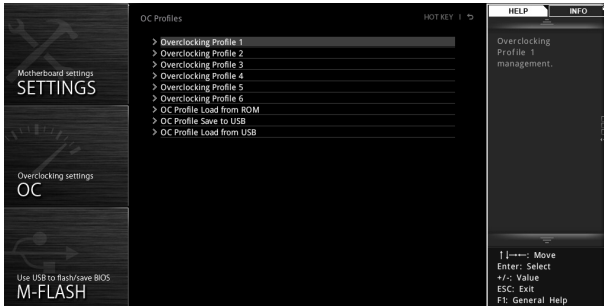 Motherboard settings
SETTINGS
Overclocking settings
OC
Use USB to flash/save BIOS
M-FLASH
OC Profiles
HOT KEY |
> Overclocking Profile 1
> Overclocking Profile 2
> Overclocking Profile 3
> Overclocking Profile 4
> Overclocking Profile 5
> Overclocking Profile 6
> OC Profile Load from ROM
> OC Profile Save to USB
> OC Profile Load from USB
HELP
INFO
Overclocking
Profile 1
management.
↑↓→←: Move
Enter: Select
+/-: Value
ESC: Exit
F1: General Help